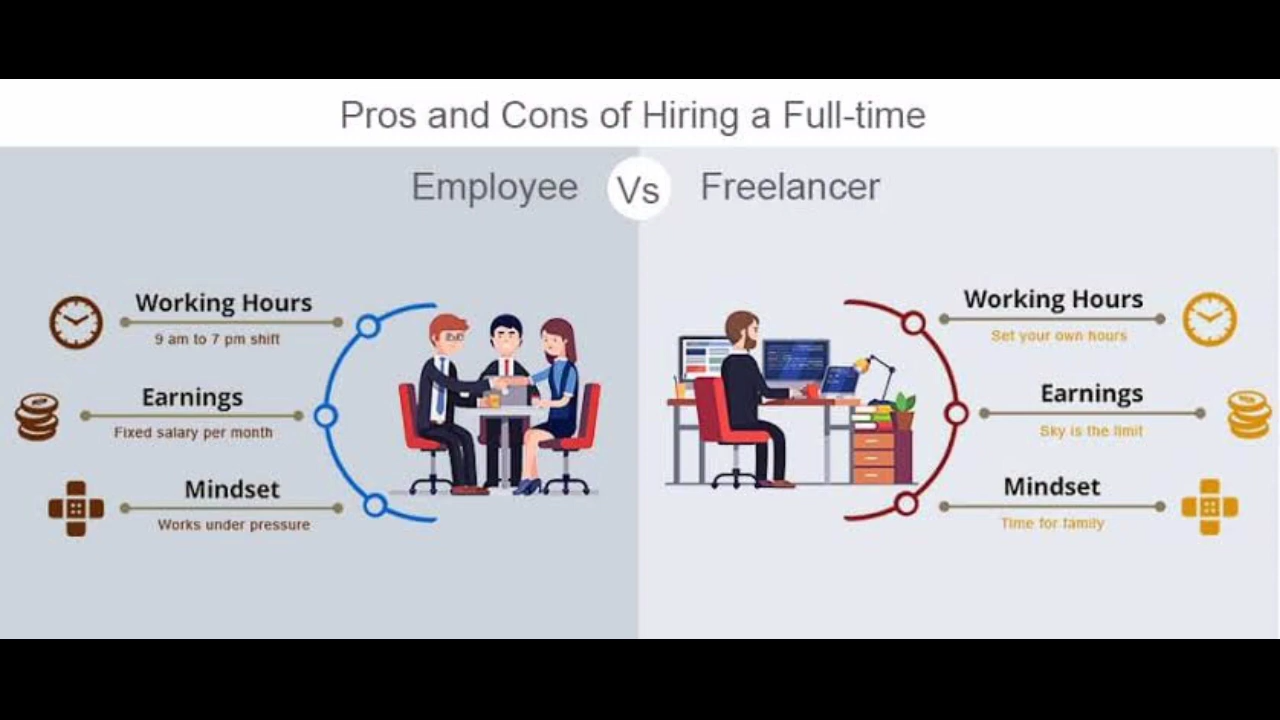 Pros and Cons of Hiring a Full-time
Employee Vs Freelancer
Working Hours
9 am to 7 pm shift
Earnings
Fixed salary per month
Mindset
Works under pressure
Working Hours
Set your own hours
Earnings
Sky is the limit
Mindset
Time for family